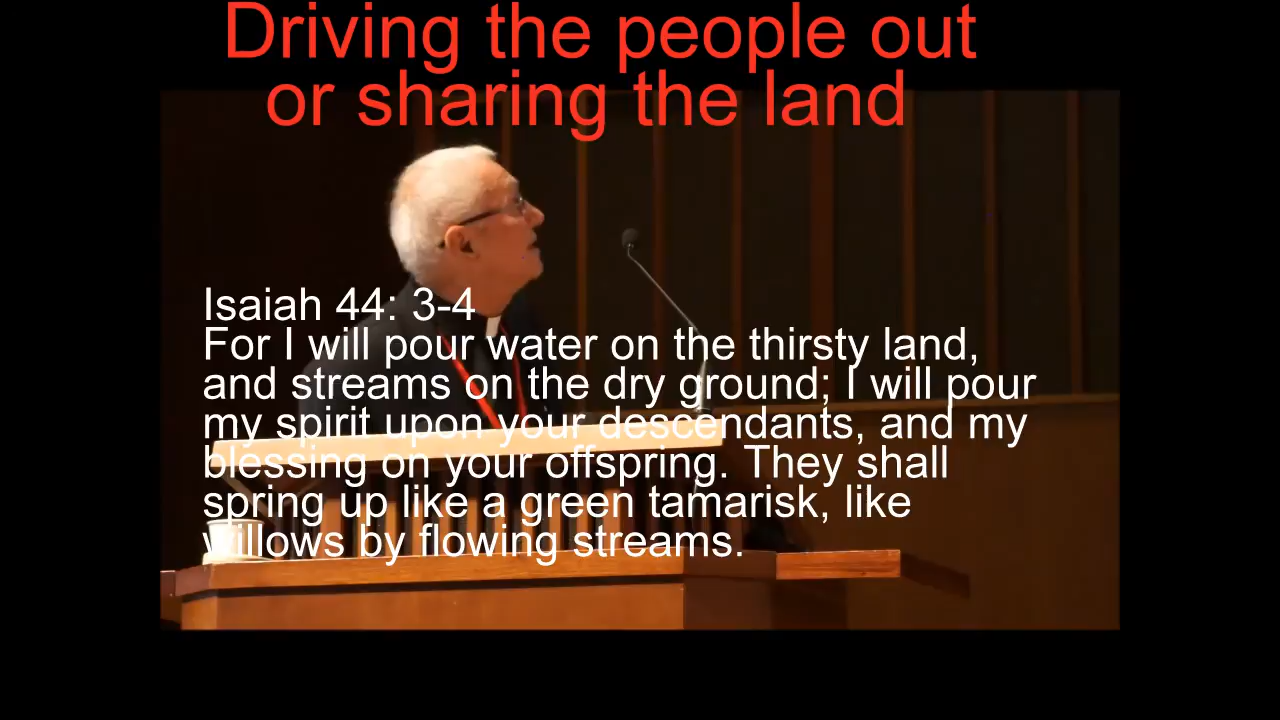 Driving the people out
or sharing the land
Isaiah 44: 3-4
For I will pour water on the thirsty land,
and streams on the dry ground; I will pour
my spirit upon your descendants, and my
blessing on your offspring. They shall
spring up like a green tamarisk, like
willows by flowing streams.